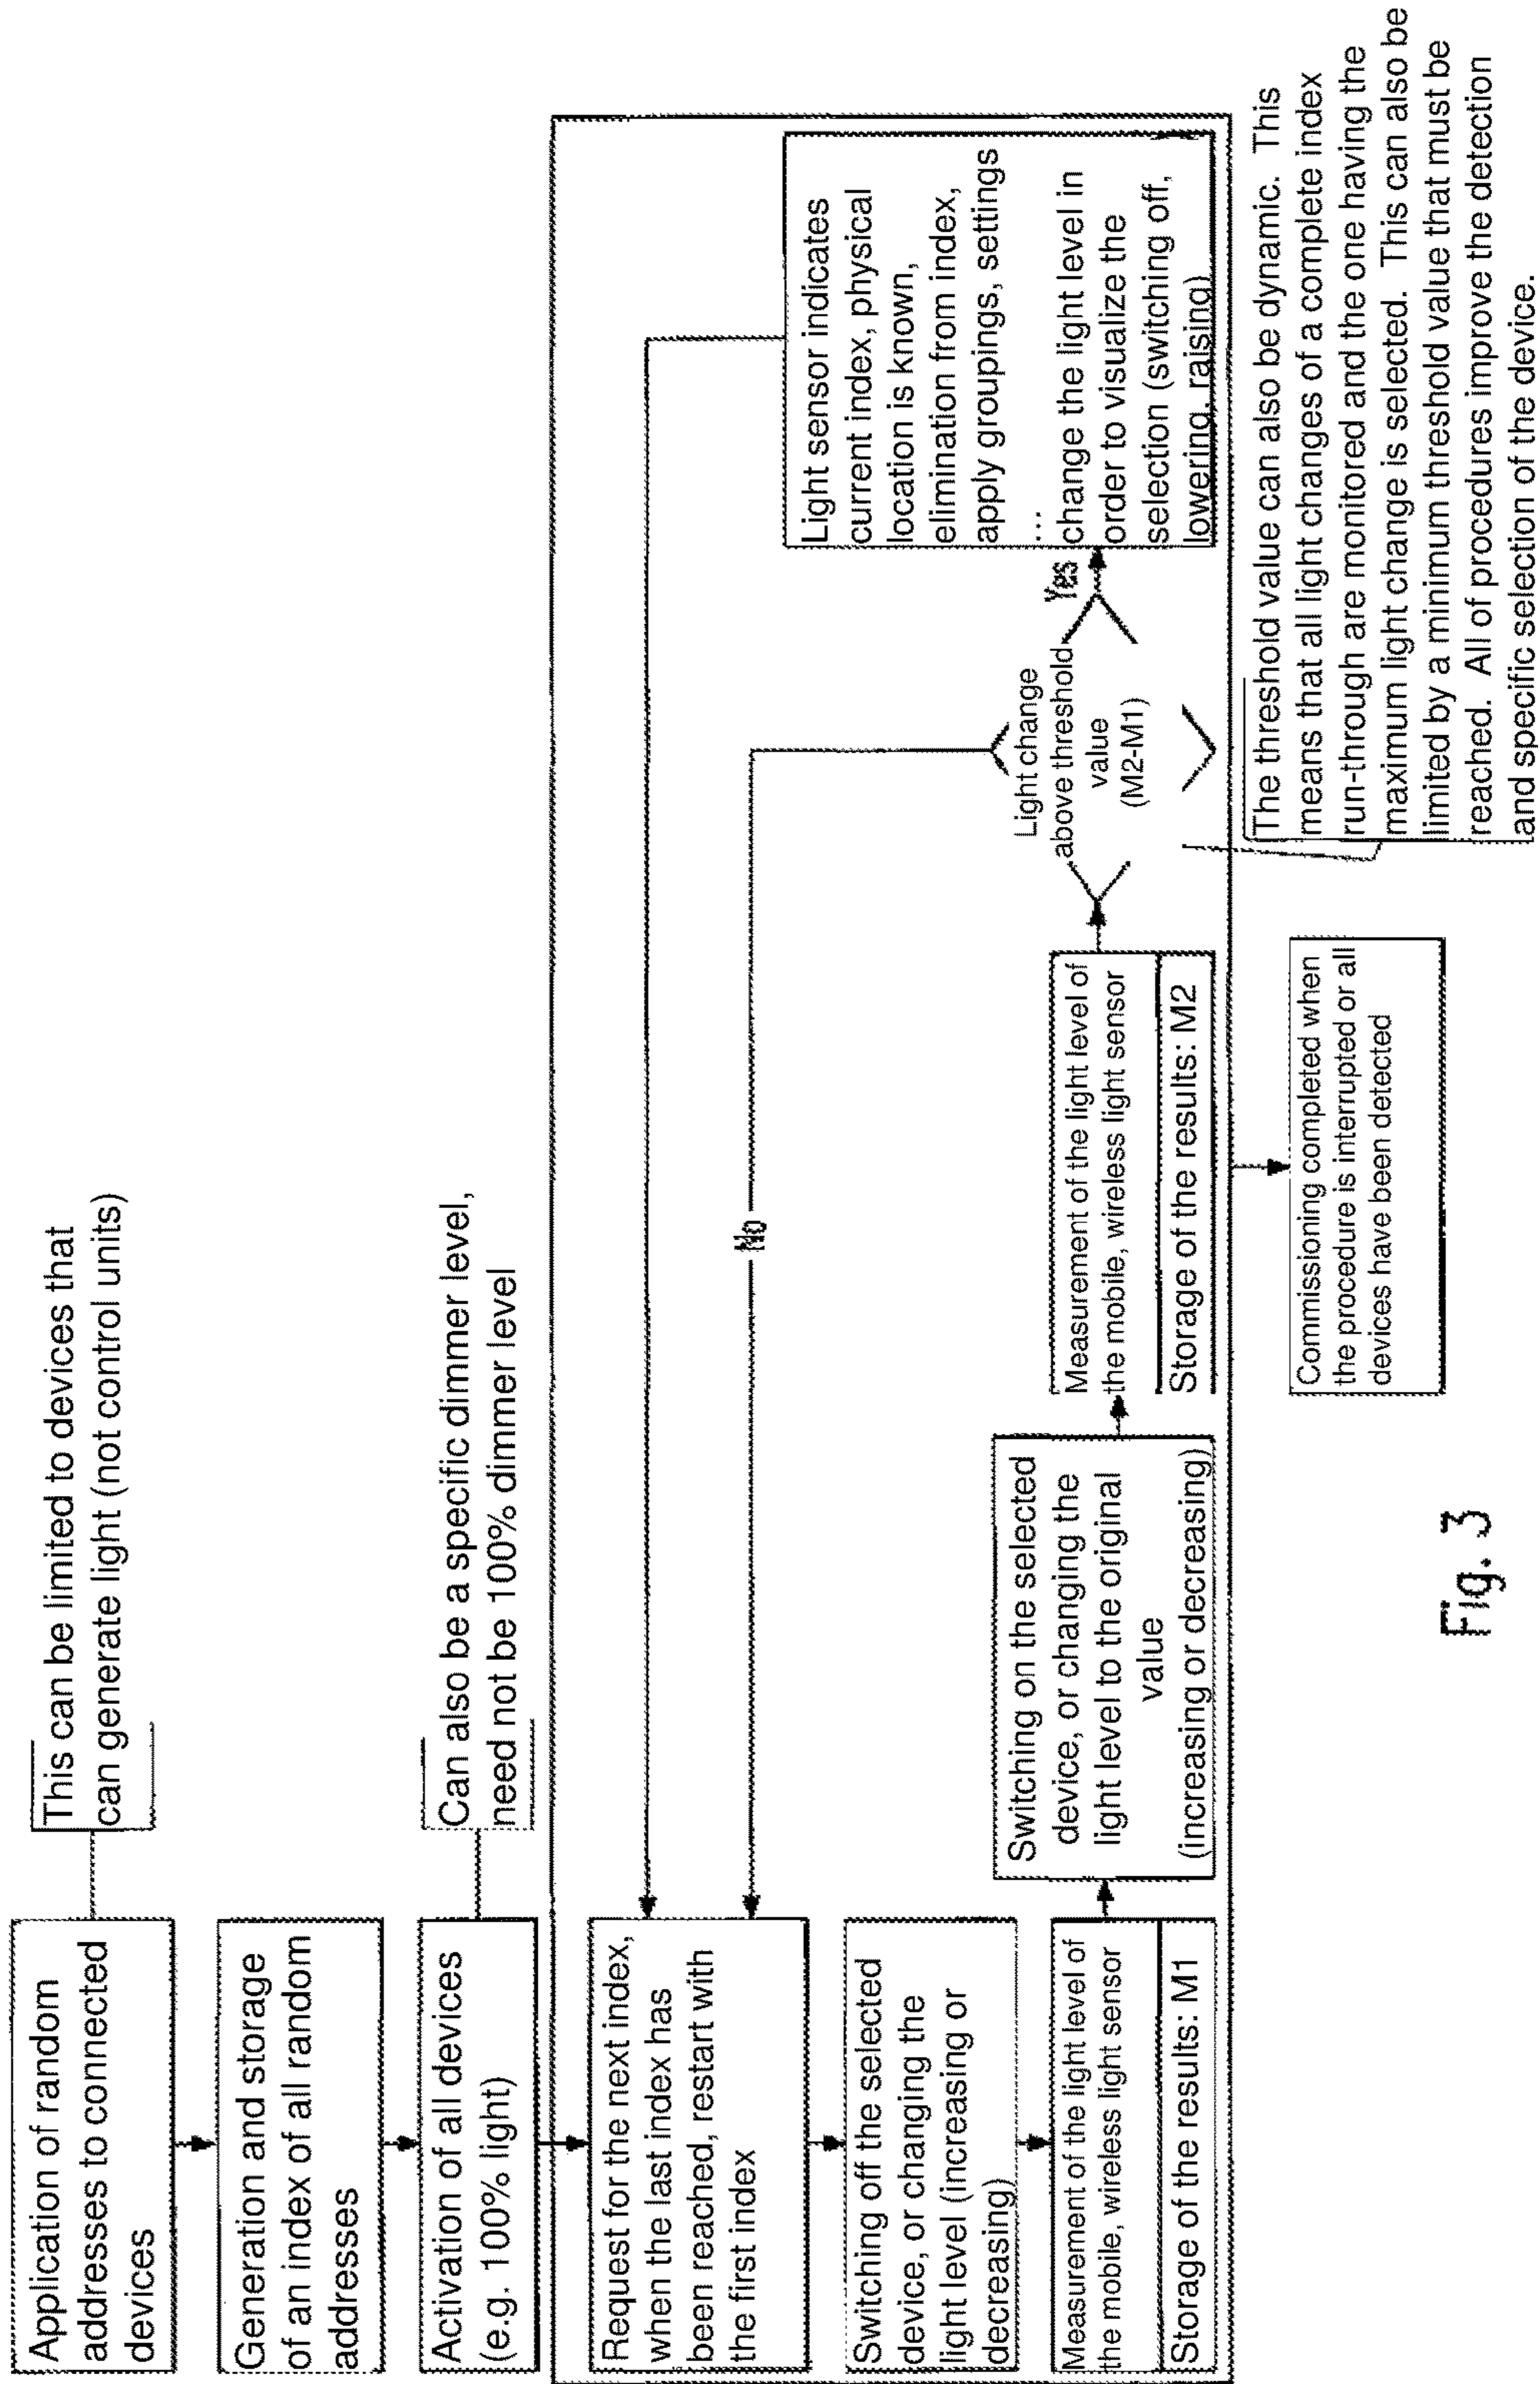 Application of random
addresses to connected
devices
This can be limited to devices that
can generate light (not control units)
Generation and storage
of an index of all random
addresses
Activation of all devices
(e.g. 100% light)
Can also be a specific dimmer level,
need not be 100% dimmer level
Request for the next index,
when the last index has
been reached, restart with
the first index
Switching off the selected
device, or changing the
light level (increasing or
decreasing)
Measurement of the light level of
the mobile, wireless light sensor
Storage of the results: M1
Switching on the selected
device, or changing the
light level to the original
value
(increasing or decreasing)
Measurement of the light level of
the mobile, wireless light sensor
Storage of the results: M2
Light change
above threshold
value
(M2-M1)
No
Yes
Light sensor indicates
current index, physical
location is known,
elimination from index,
apply groupings, settings
...
change the light level in
order to visualize the
selection (switching off,
lowering, raising)
The threshold value can also be dynamic. This
means that all light changes of a complete index
run-through are monitored and the one having the
maximum light change is selected. This can also be
limited by a minimum threshold value that must be
reached. All of procedures improve the detection
and specific selection of the device.
Commissioning completed when
the procedure is interrupted or all
devices have been detected
Fig. 3